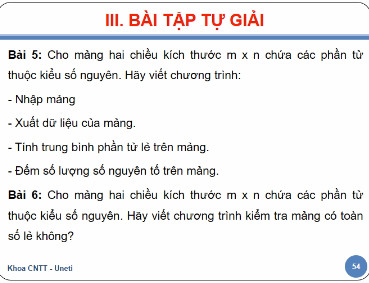 III. BÀI TẬP TỰ GIẢI
Bài 5: Cho mảng hai chiều kích thước m x n chứa các phần tử
thuộc kiểu số nguyên. Hãy viết chương trình:
- Nhập mảng
- Xuất dữ liệu của mảng.
- Tính trung bình phần tử lẻ trên mảng.
- Đếm số lượng số nguyên tố trên mảng.
Bài 6: Cho mảng hai chiều kích thước m x n chứa các phần tử
thuộc kiểu số nguyên. Hãy viết chương trình kiểm tra mảng có toàn
số lẻ không?
Khoa CNTT - Uneti
54